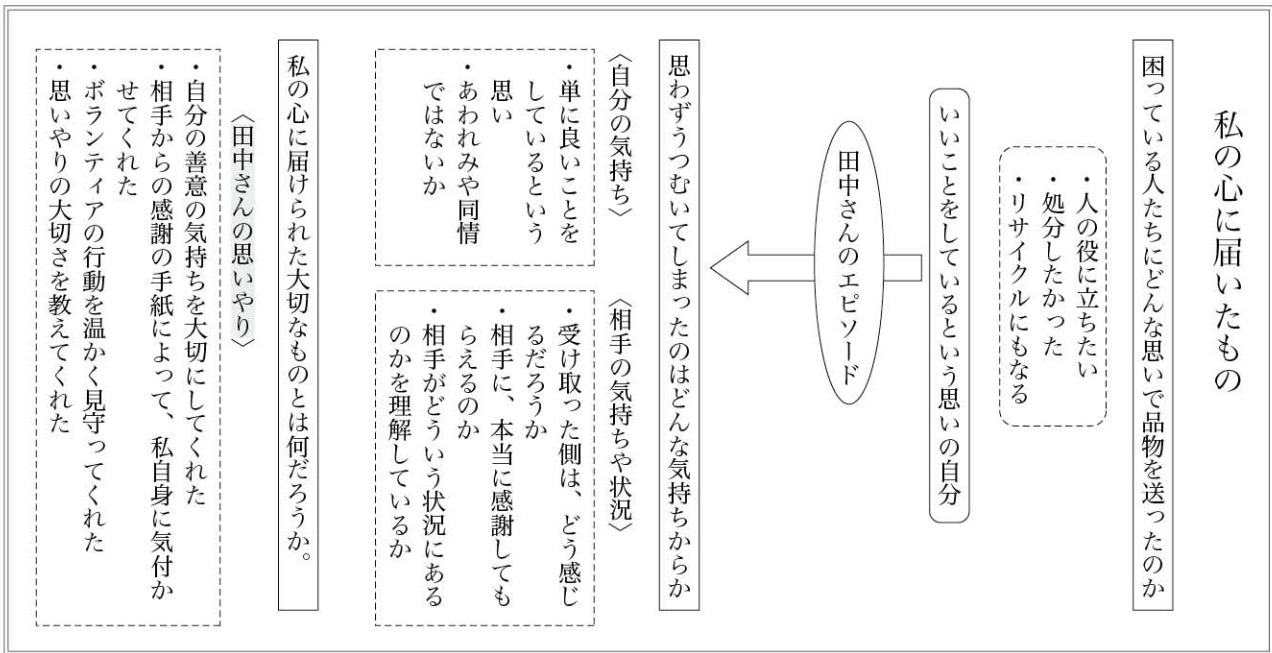 私の心に届いたもの
困っている人たちにどんな思いで品物を送ったのか
・人の役に立ちたい
・処分したかった
・リサイクルにもなる
いいことをしているという思いの自分
田中さんのエピソード
思わずうつむいてしまったのはどんな気持ちからか
〈自分の気持ち〉
・単に良いことを
しているという
思い
・あわれみや同情
ではないか
〈相手の気持ちや状況〉
・受け取った側は、どう感じ
るだろうか
・相手に、本当に感謝しても
らえるのか
・相手がどういう状況にある
のかを理解しているか
私の心に届けられた大切なものとは何だろうか。
〈田中さんの思いやり〉
・自分の善意の気持ちを大切にしてくれた
・相手からの感謝の手紙によって、私自身に気付か
せてくれた
・ボランティアの行動を温かく見守ってくれた
・思いやりの大切さを教えてくれた